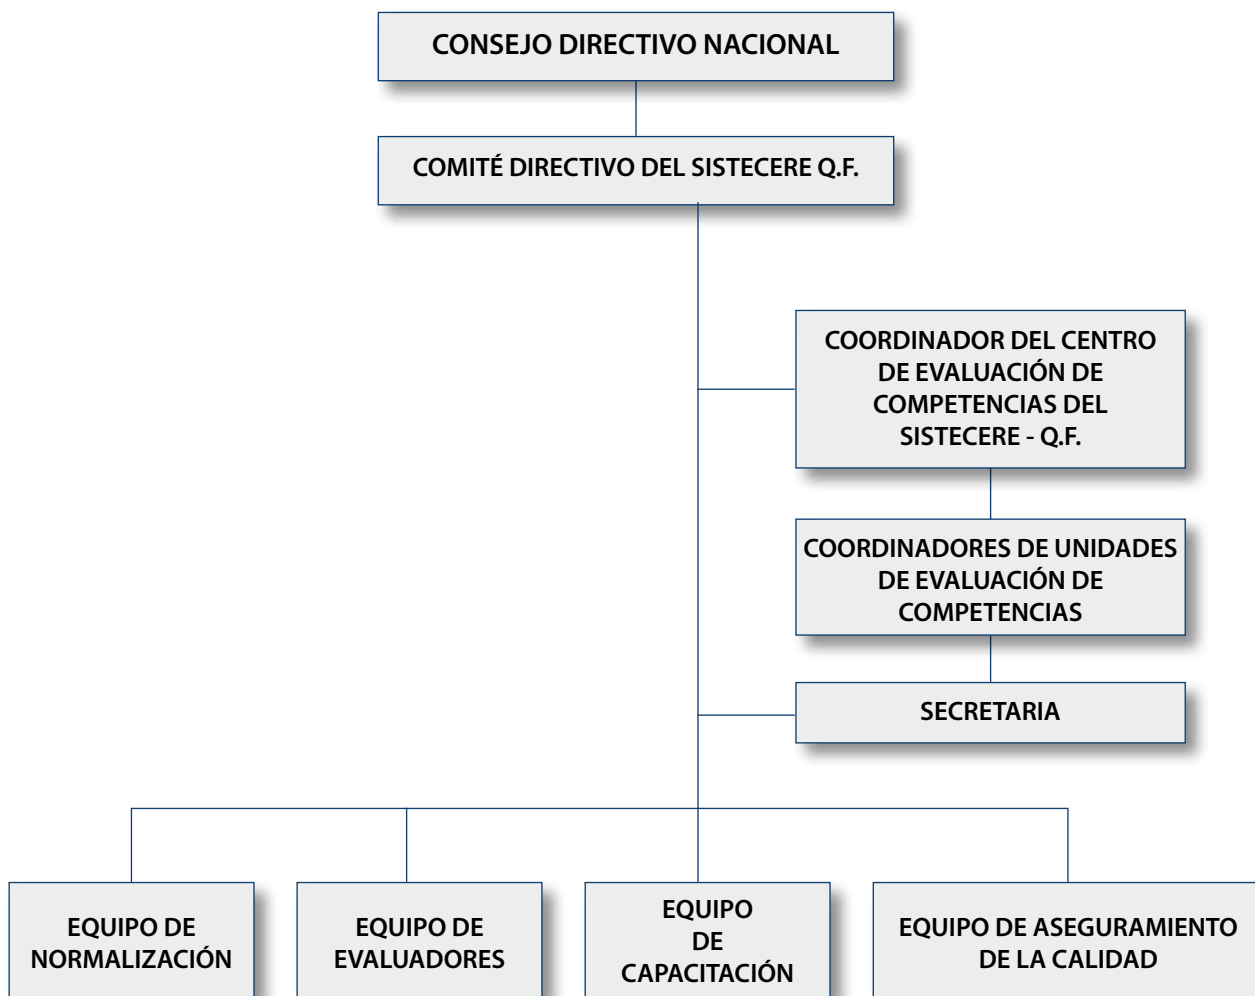 CONSEJO DIRECTIVO NACIONAL
COMITÉ DIRECTIVO DEL SISTECERE Q.F.
COORDINADOR DEL CENTRO
DE EVALUACIÓN DE
COMPETENCIAS DEL
SISTECERE - Q.F.
COORDINADORES DE UNIDADES
DE EVALUACIÓN DE
COMPETENCIAS
SECRETARIA
EQUIPO DE
NORMALIZACIÓN
EQUIPO DE
EVALUADORES
EQUIPO
DE
CAPACITACIÓN
EQUIPO DE ASEGURAMIENTO
DE LA CALIDAD